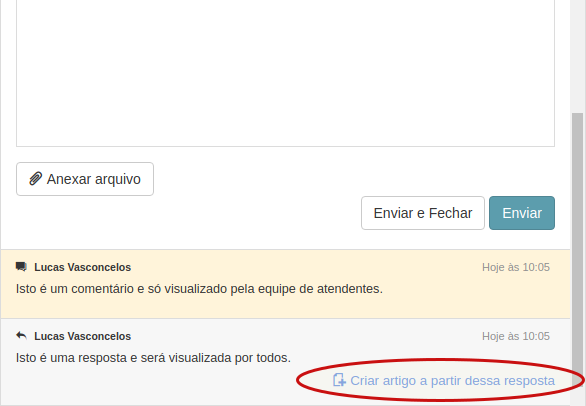 Anexar arquivo
Enviar e Fechar
Enviar
Lucas Vasconcelos
Hoje às 10:05
Isto é um comentário e só visualizado pela equipe de atendentes.
Lucas Vasconcelos
Hoje às 10:05
Isto é uma resposta e será visualizada por todos.
Criar artigo a partir dessa resposta